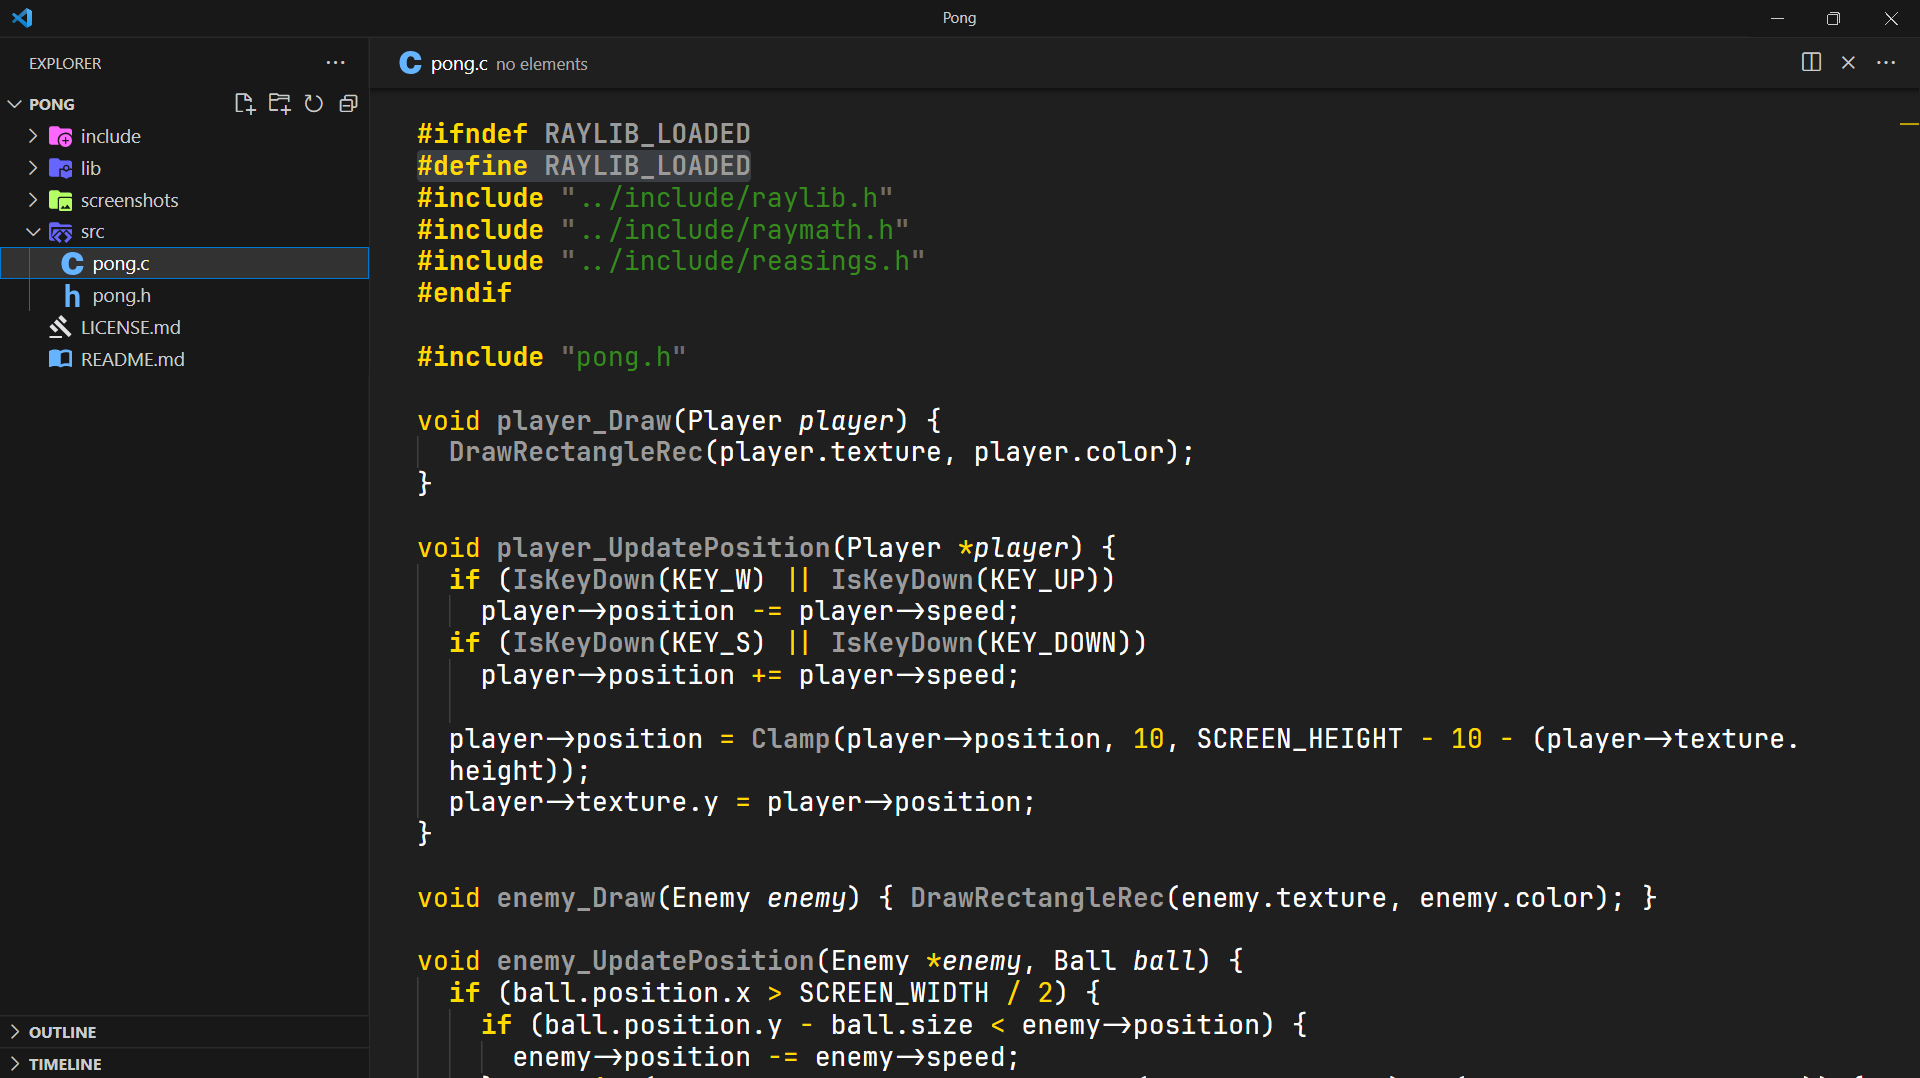 Pong
EXPLORER
PONG
include
lib
screenshots
src
pong.c
pong.h
LICENSE.md
README.md
OUTLINE
TIMELINE
pong.c no elements
#ifndef RAYLIB_LOADED
#define RAYLIB_LOADED
#include "../include/raylib.h"
#include "../include/raymath.h"
#include "../include/reasings.h"
#endif
#include "pong.h"
void player_Draw(Player player) {
DrawRectangleRec(player.texture, player.color);
}
void player_UpdatePosition(Player *player) {
if (IsKeyDown(KEY_W) || IsKeyDown(KEY_UP))
player->position -= player->speed;
if (IsKeyDown(KEY_S) || IsKeyDown(KEY_DOWN))
player->position += player->speed;
player->position = Clamp(player->position, 10, SCREEN_HEIGHT - 10 - (player->texture.
height));
player->texture.y = player->position;
}
void enemy_Draw(Enemy enemy) { DrawRectangleRec(enemy.texture, enemy.color); }
void enemy_UpdatePosition(Enemy *enemy, Ball ball) {
if (ball.position.x > SCREEN_WIDTH / 2) {
if (ball.position.y - ball.size < enemy->position) {
enemy->position -= enemy->speed;